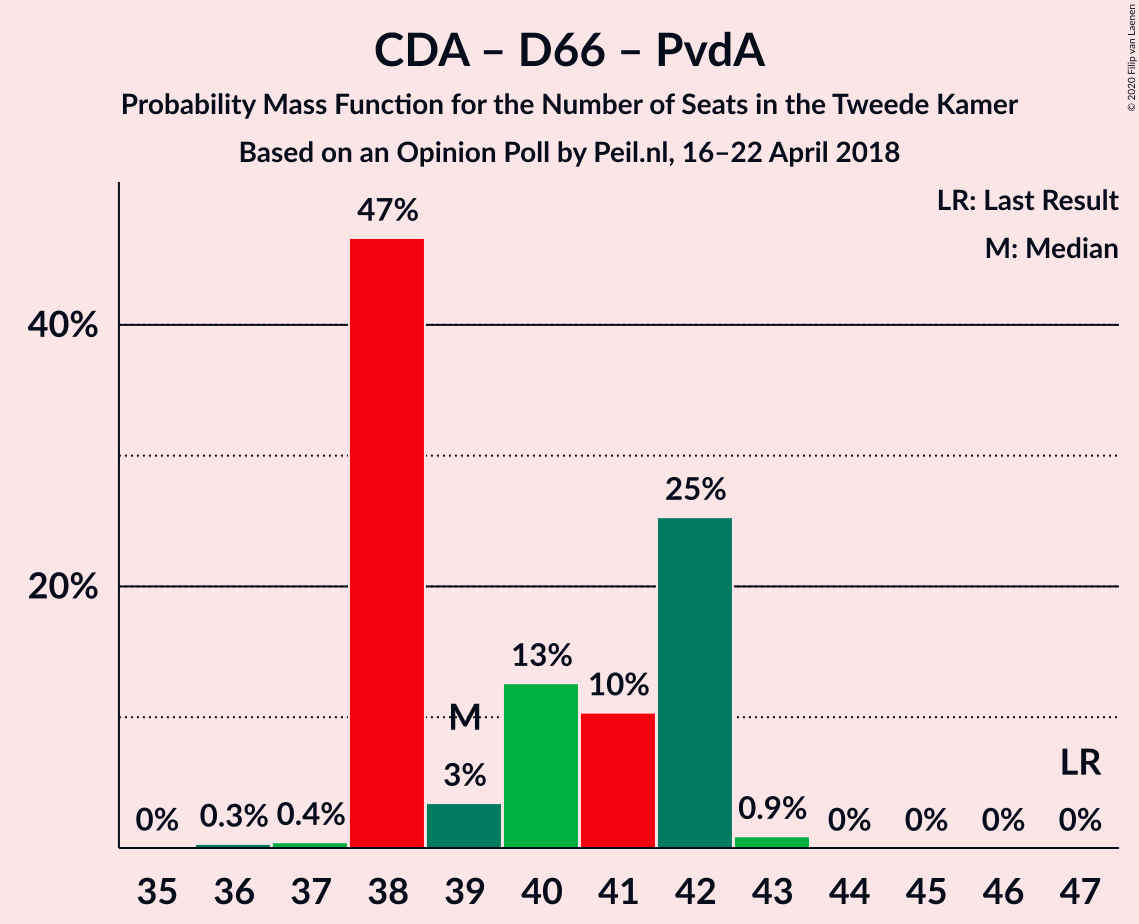 CDA – D66 – PvdA
Probability Mass Function for the Number of Seats in the Tweede Kamer
Based on an Opinion Poll by Peil.nl, 16–22 April 2018
© 2020 Filip van Laenen
LR: Last Result
M: Median
40%
20%
0%
0.3%
0.4%
47%
M
3%
13%
10%
25%
0.9%
0%
0%
0%
LR
0%
35 36 37 38 39 40 41 42 43 44 45 46 47